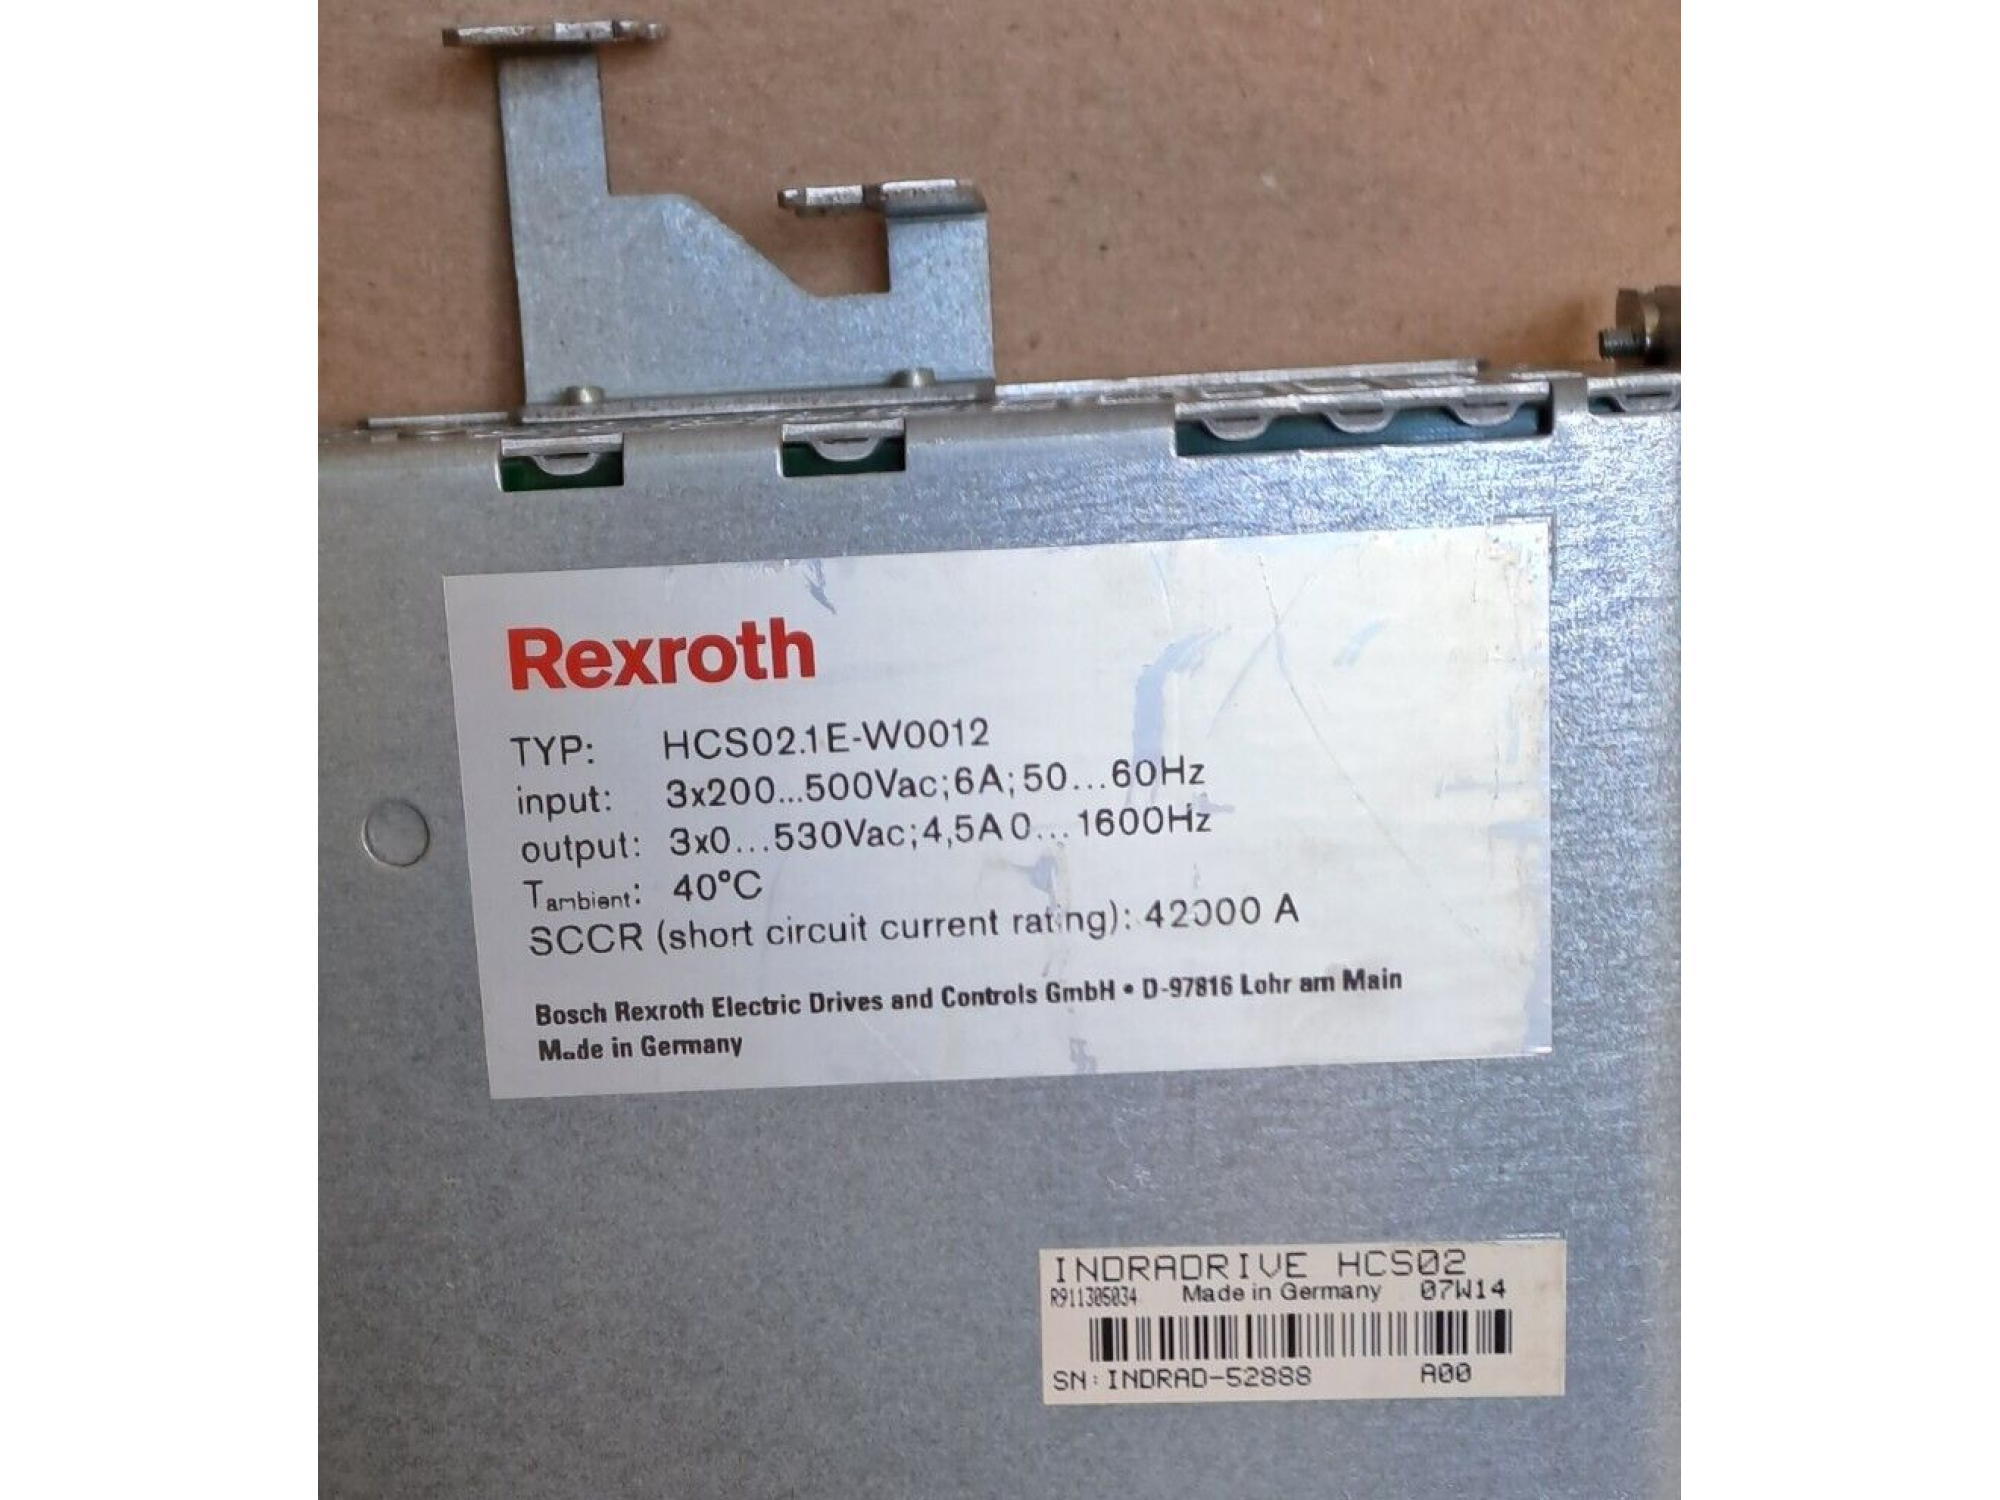 Rexroth
TYP: HCS02.1E-W0012
input: 3x200...500Vac;6A;50...60Hz
output: 3x0...530Vac;4,5A 0...1600Hz
Tambient: 40°C
SCCR (short circuit current rating): 42000 A
Bosch Rexroth Electric Drives and Controls GmbH • D-97816 Lohr am Main
Made in Germany
INDRADRIVE HCS02
R911305034 Made in Germany 07W14
SN:INDRAD-52888 A00